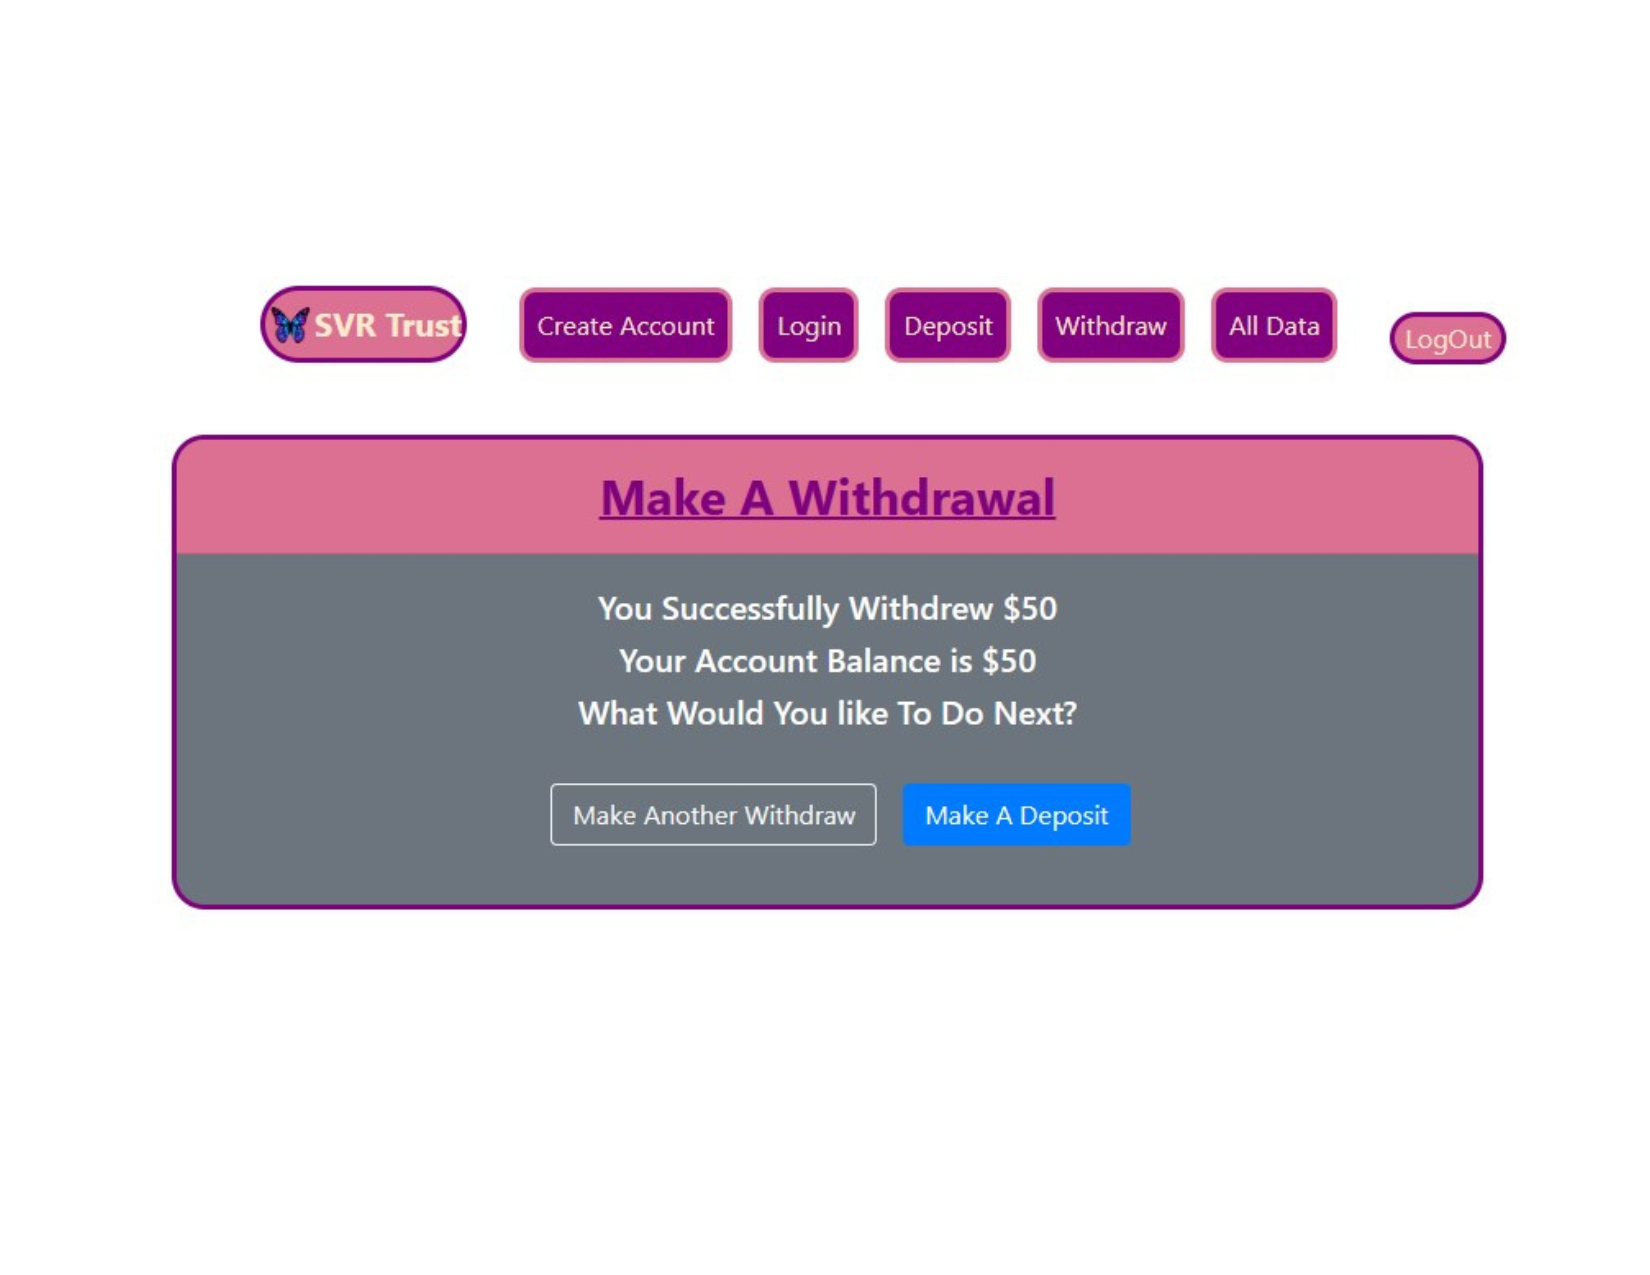 SVR Trust
Create Account
Login
Deposit
Withdraw
All Data
LogOut
Make A Withdrawal
You Successfully Withdrew $50
Your Account Balance is $50
What Would You like To Do Next?
Make Another Withdraw
Make A Deposit